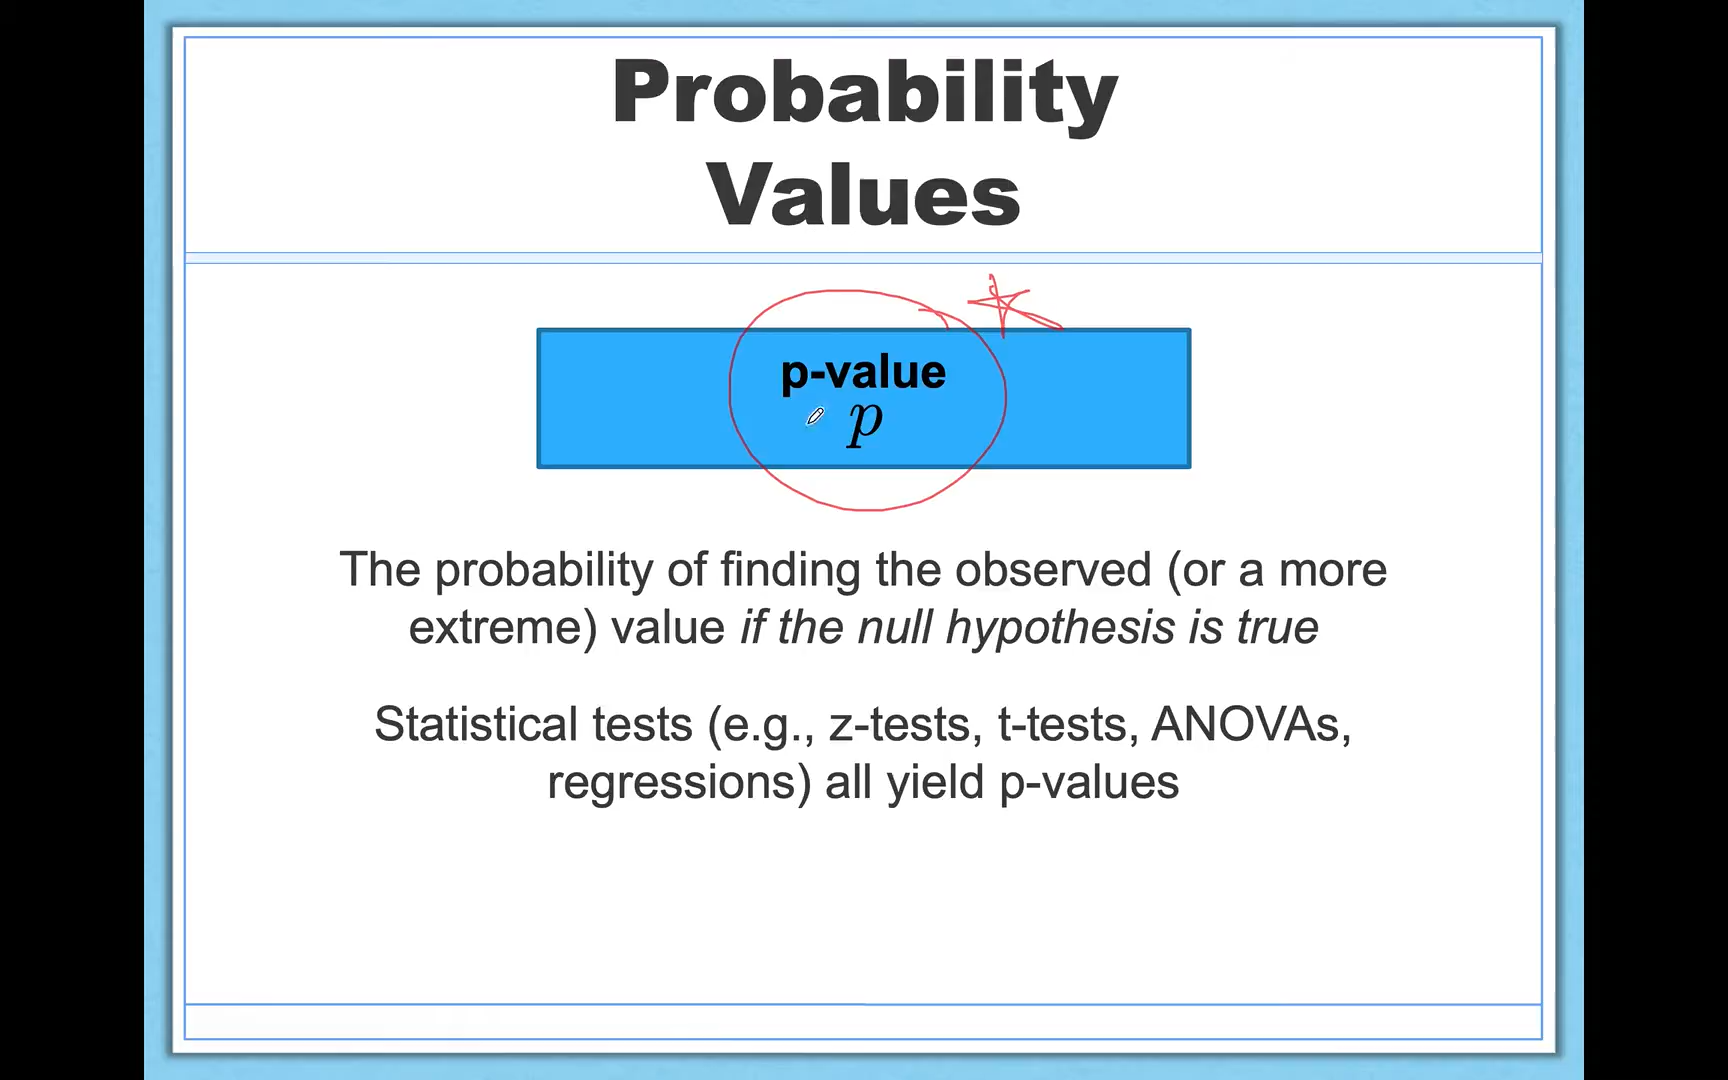 Probability
Values
p-value
p
The probability of finding the observed (or a more
extreme) value if the null hypothesis is true
Statistical tests (e.g., z-tests, t-tests, ANOVAs,
regressions) all yield p-values